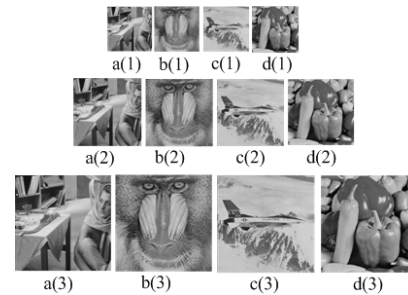 a(1) b(1) c(1) d(1)
a(2) b(2) c(2) d(2)
a(3) b(3) c(3) d(3)